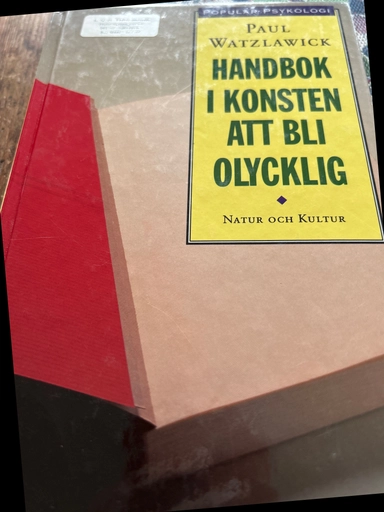 POPULÄR PSYKOLOGI
PAUL
WATZLAWICK
HANDBOK
I KONSTEN
ATT BLI
OLYCKLIG
NATUR OCH KULTUR